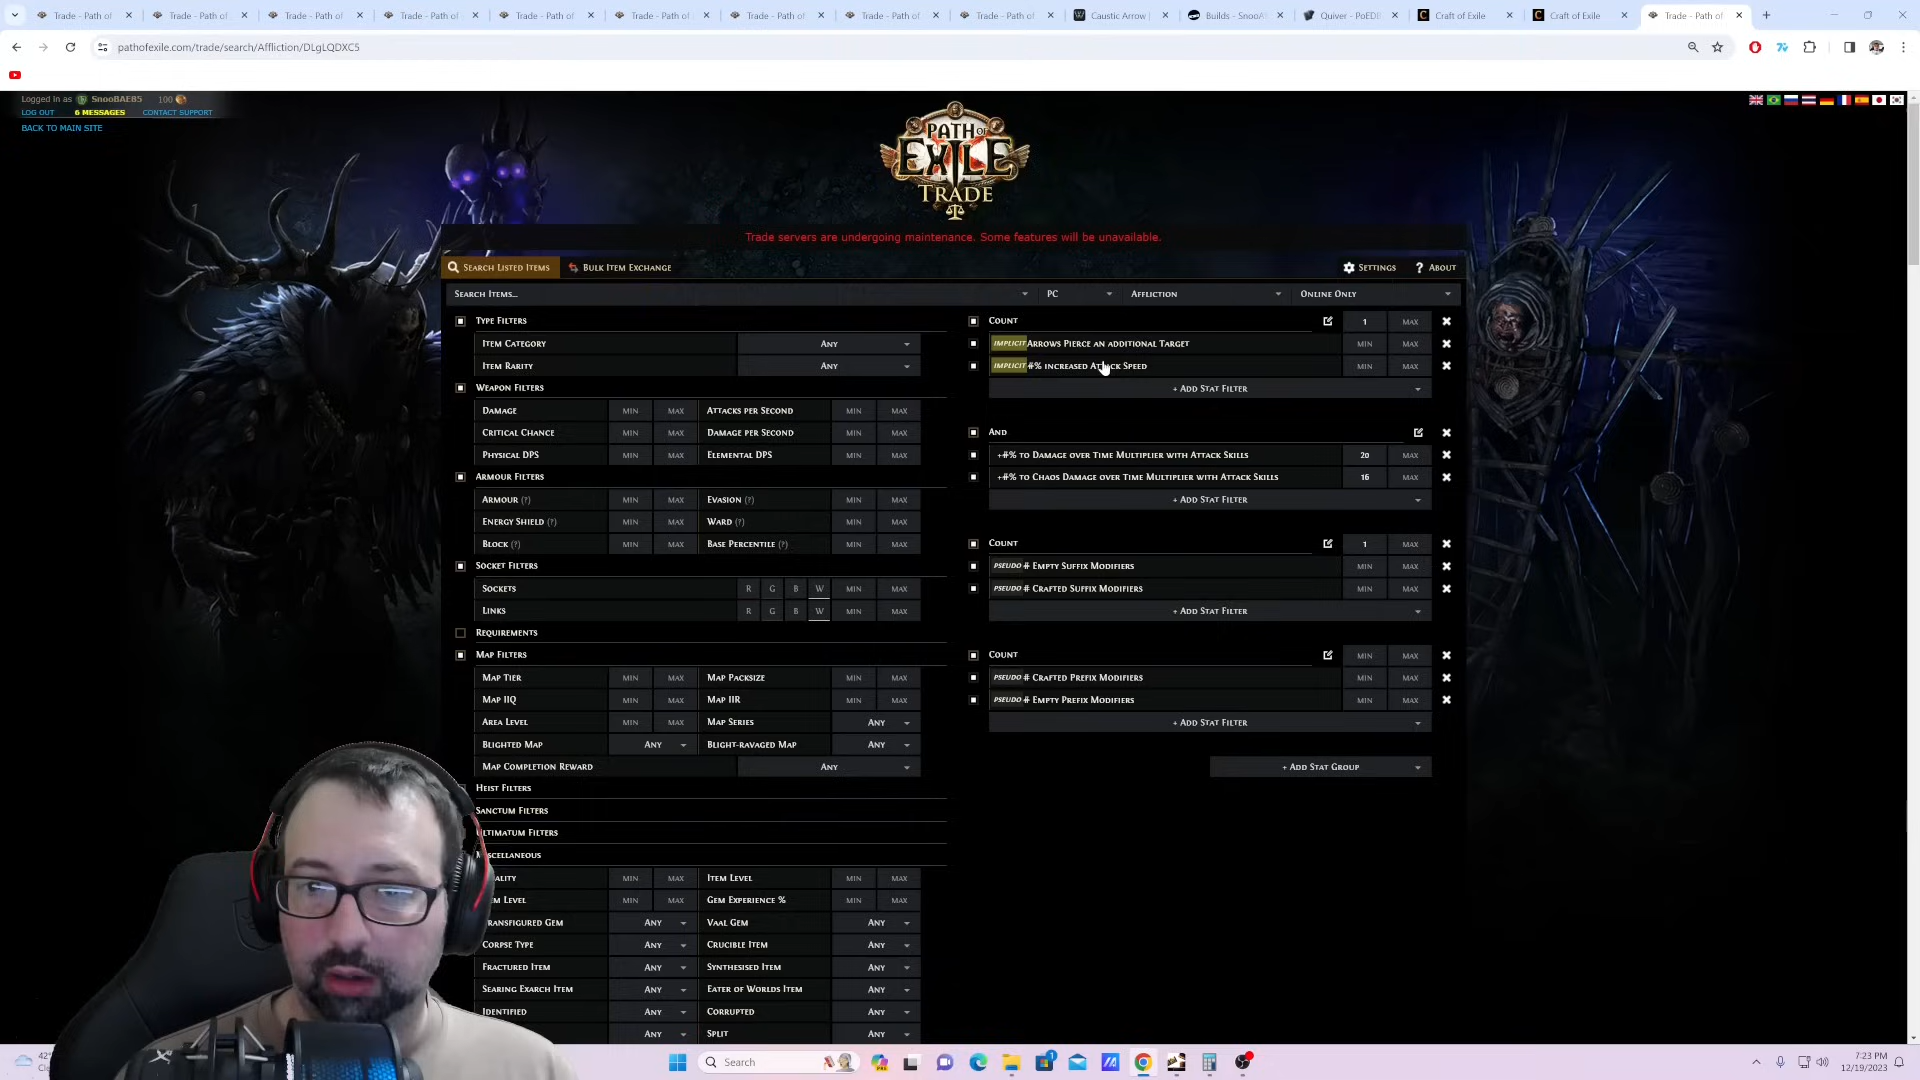 Trade - Path of
Trade - Path of
Trade - Path of
Trade - Path of
Trade - Path of
Trade - Path of
Trade - Path of
Trade - Path of
Trade - Path of
Caustic Arrow
Builds - SnooBAE
Quiver - PoEDB
Craft of Exile
Craft of Exile
Trade - Path of
pathofexile.com/trade/search/Affliction/DLgLQDXC5
Logged in as SnooBAE85 100
LOG OUT 6 MESSAGES CONTACT SUPPORT
BACK TO MAIN SITE
PATH OF EXILE TRADE
Trade servers are undergoing maintenance. Some features will be unavailable.
Search Listed Items
Bulk Item Exchange
Settings
? About
Search Items...
PC
Affliction
Online Only
Type Filters
Item Category Any
Item Rarity Any
Weapon Filters
Damage MIN MAX Attacks per Second MIN MAX
Critical Chance MIN MAX Damage per Second MIN MAX
Physical DPS MIN MAX Elemental DPS MIN MAX
Armour Filters
Armour (?) MIN MAX Evasion (?) MIN MAX
Energy Shield (?) MIN MAX Ward (?) MIN MAX
Block (?) MIN MAX Base Percentile (?) MIN MAX
Socket Filters
Sockets R G B W MIN MAX
Links R G B W MIN MAX
Requirements
Map Filters
Map Tier MIN MAX Map Packsize MIN MAX
Map IIQ MIN MAX Map IIR MIN MAX
Area Level MIN MAX Map Series Any
Blighted Map Any Blight-ravaged Map Any
Map Completion Reward Any
Heist Filters
Sanctum Filters
Ultimatum Filters
Miscellaneous
MIN MAX Item Level MIN MAX
Level MIN MAX Gem Experience % MIN MAX
Transfigured Gem Any Vaal Gem Any
Corpse Type Any Crucible Item Any
Fractured Item Any Synthesised Item Any
Searing Exarch Item Any Eater of Worlds Item Any
Identified Any Corrupted Any
Any Split Any
Count 1 MAX
IMPLICIT Arrows Pierce an additional Target MIN MAX
IMPLICIT #% increased Attack Speed MIN MAX
+ Add Stat Filter
And
+#% to Damage over Time Multiplier with Attack Skills 20 MAX
+#% to Chaos Damage over Time Multiplier with Attack Skills 16 MAX
+ Add Stat Filter
Count 1 MAX
PSEUDO # Empty Suffix Modifiers MIN MAX
PSEUDO # Crafted Suffix Modifiers MIN MAX
+ Add Stat Filter
Count MIN MAX
PSEUDO # Crafted Prefix Modifiers MIN MAX
PSEUDO # Empty Prefix Modifiers MIN MAX
+ Add Stat Filter
+ Add Stat Group
42°
Search
7:23 PM
12/19/2023